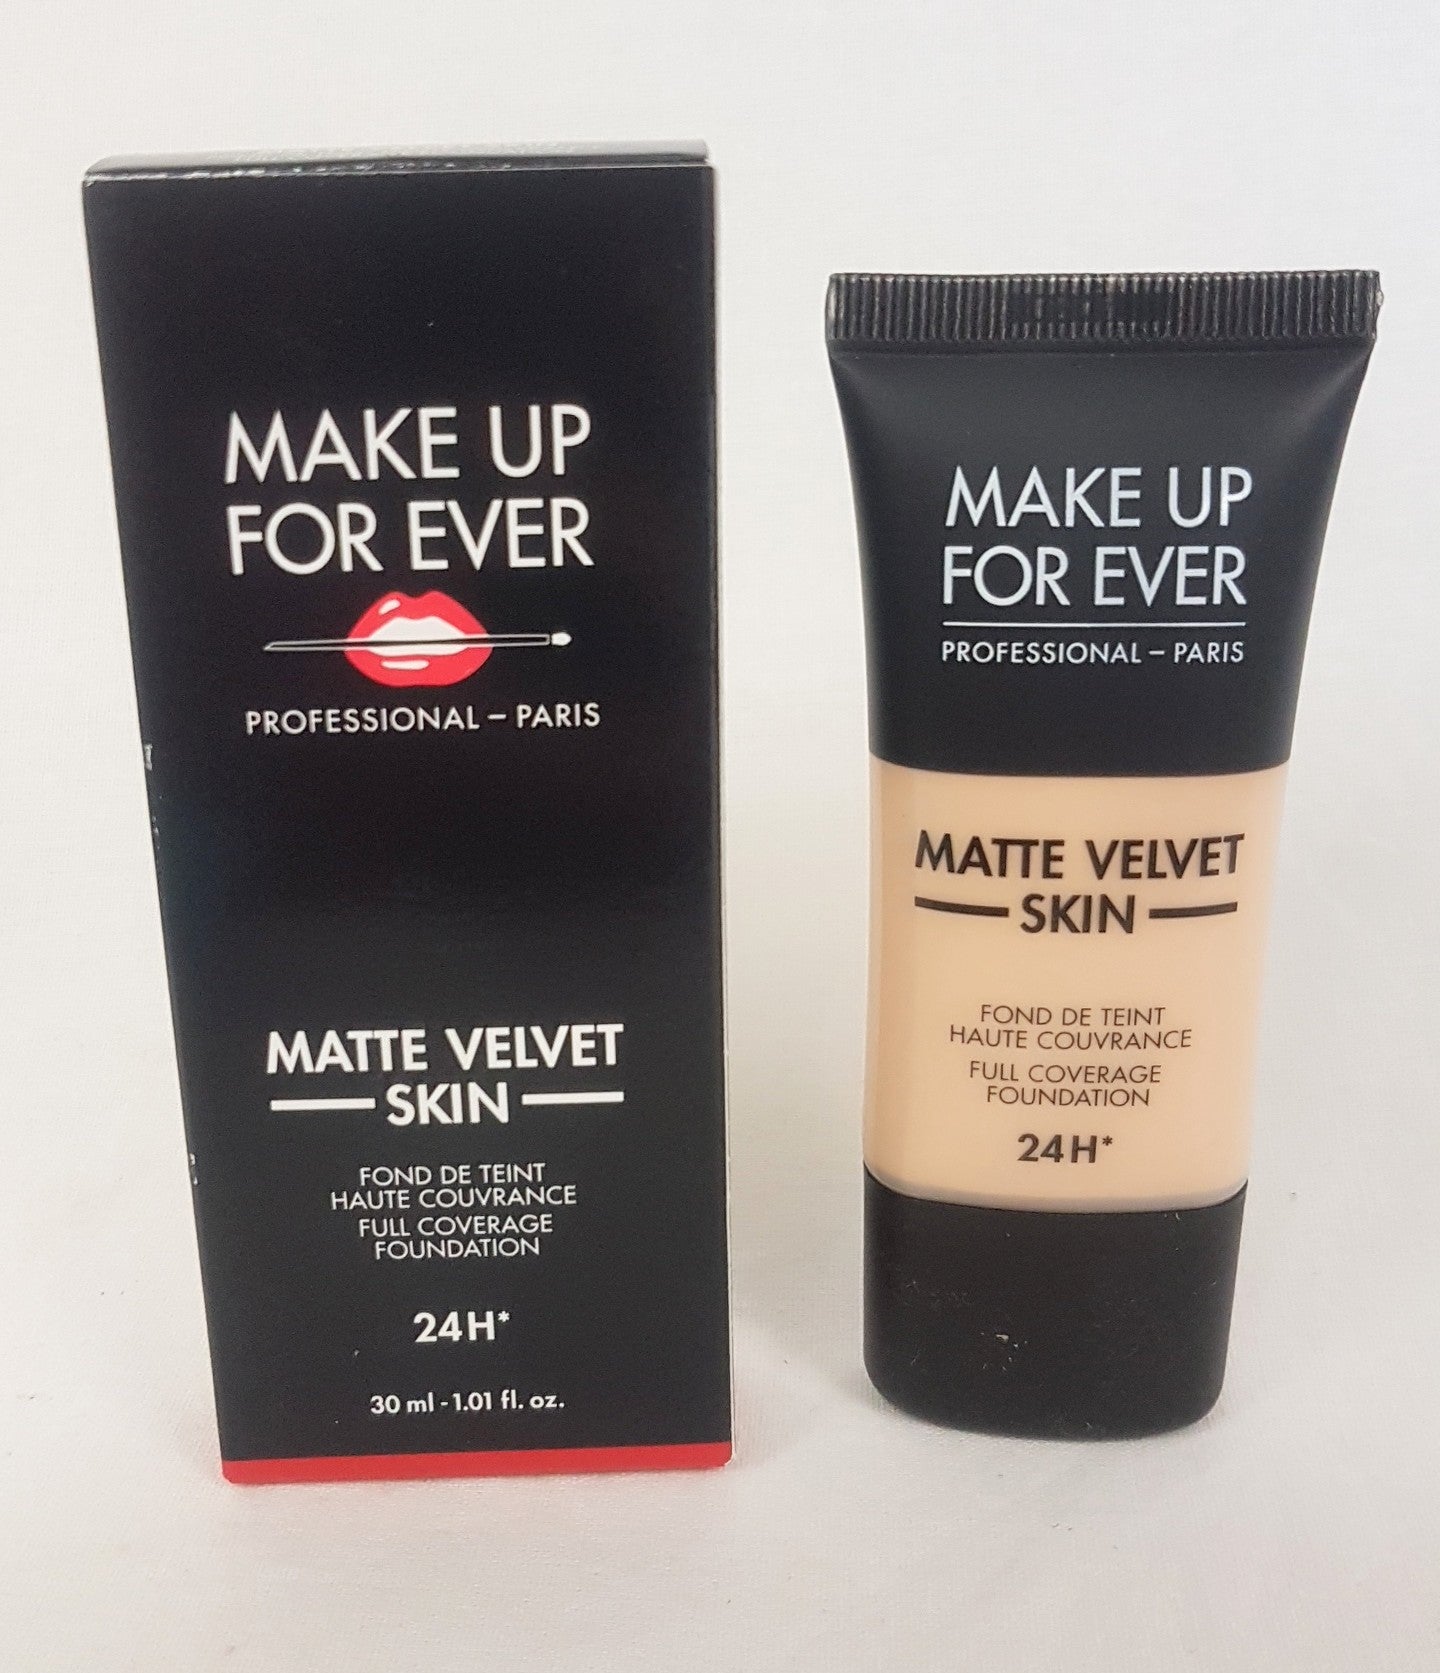 MAKE UP
FOR EVER
PROFESSIONAL – PARIS
MATTE VELVET
SKIN
FOND DE TEINT
HAUTE COUVRANCE
FULL COVERAGE
FOUNDATION
24H*
30 ml - 1.01 fl. oz.
MAKE UP
FOR EVER
PROFESSIONAL – PARIS
MATTE VELVET
SKIN
FOND DE TEINT
HAUTE COUVRANCE
FULL COVERAGE
FOUNDATION
24H*